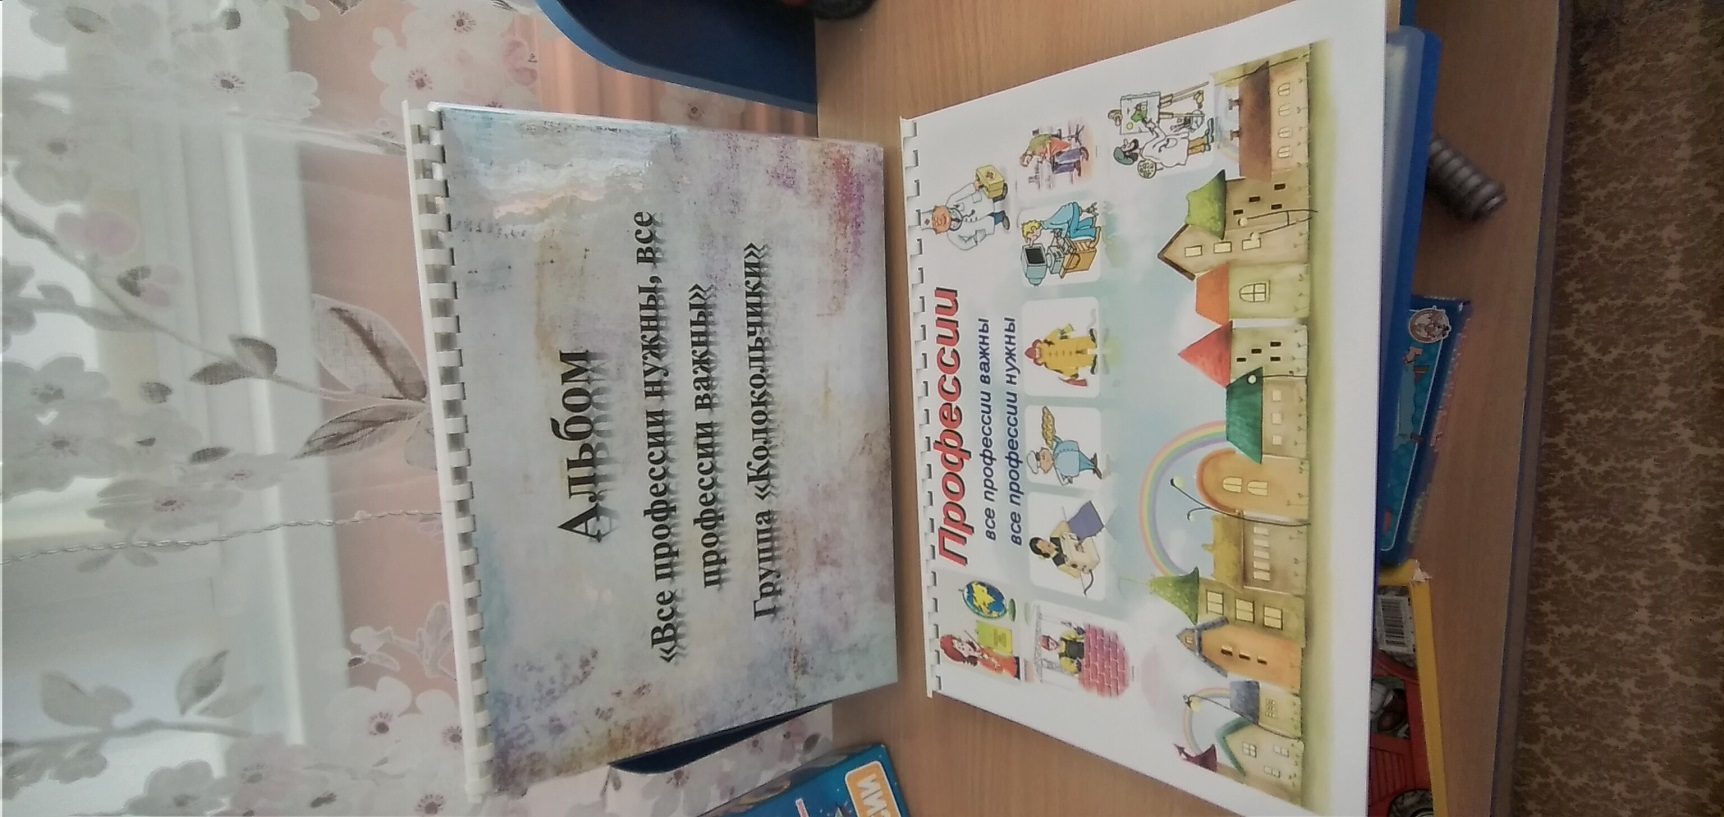 Альбом
«Все профессии нужны, все
профессии важны»
Группа «Колокольчики»
Профессии
все профессии важны
все профессии нужны